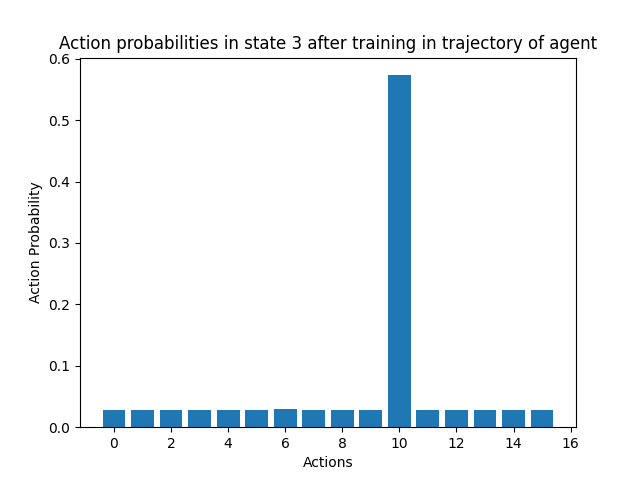 Action probabilities in state 3 after training in trajectory of agent
0.6
0.5
0.4
0.3
0.2
0.1
0.0
Action Probability
0 2 4 6 8 10 12 14 16
Actions